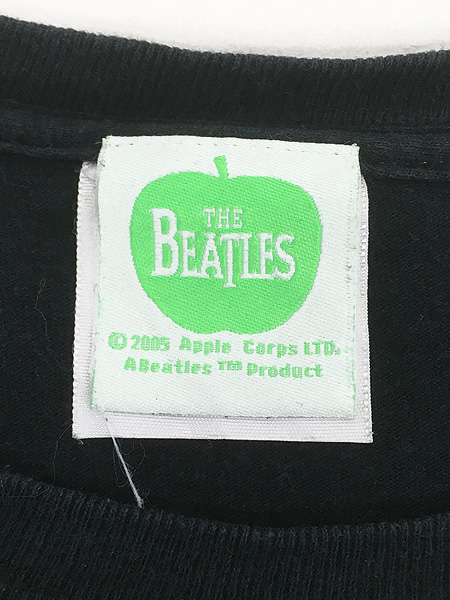 THE
BEATLES
© 2005 Apple Corps LTD.
A Beatles ™ Product